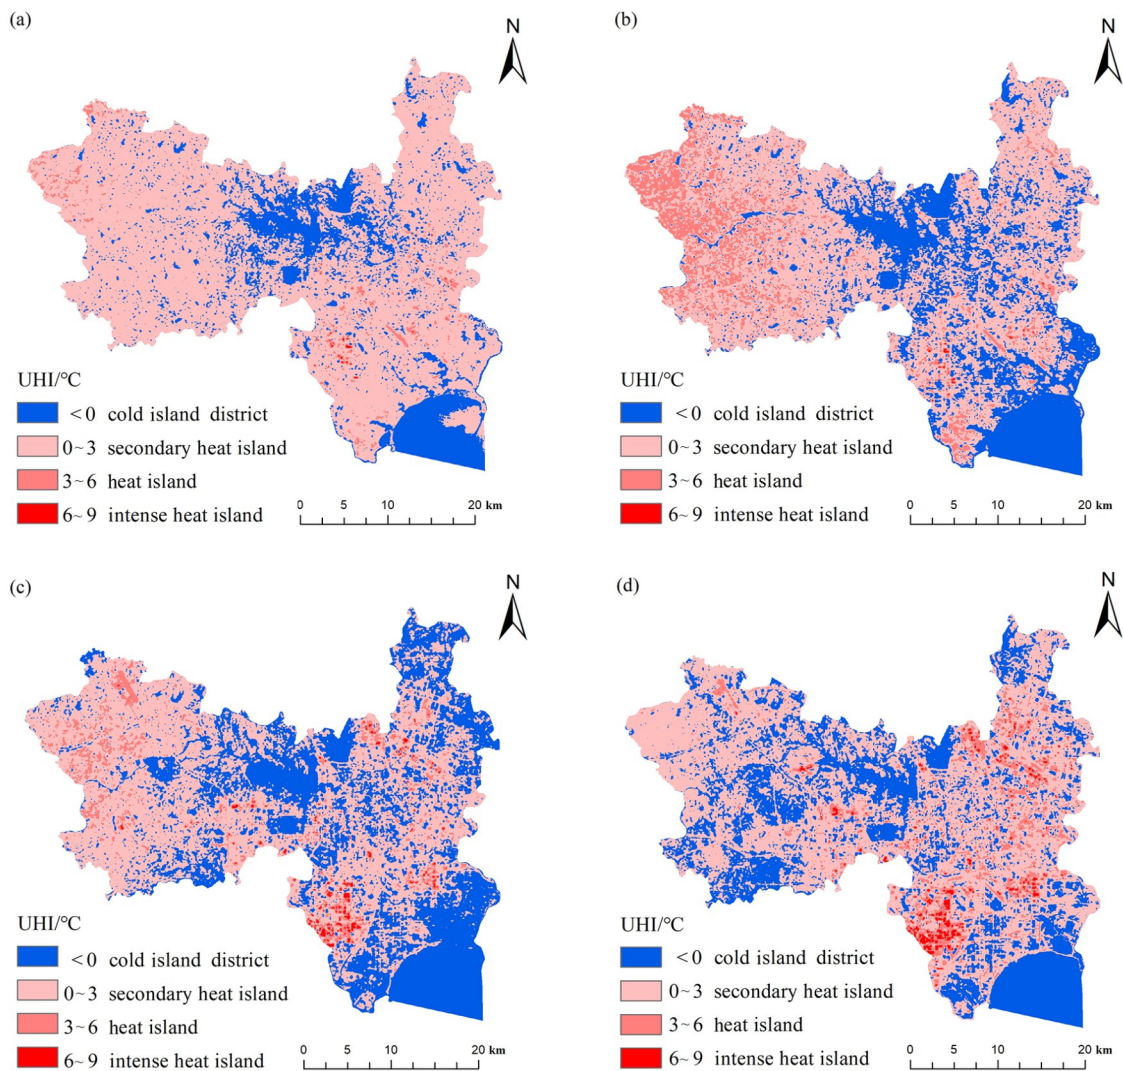 (a)
N
UHI/°C
<0 cold island district
0~3 secondary heat island
3~6 heat island
6~9 intense heat island
0 5 10 20 km
(b)
N
UHI/°C
<0 cold island district
0~3 secondary heat island
3~6 heat island
6~9 intense heat island
0 5 10 20 km
(c)
N
UHI/°C
<0 cold island district
0~3 secondary heat island
3~6 heat island
6~9 intense heat island
0 5 10 20 km
(d)
N
UHI/°C
<0 cold island district
0~3 secondary heat island
3~6 heat island
6~9 intense heat island
0 5 10 20 km